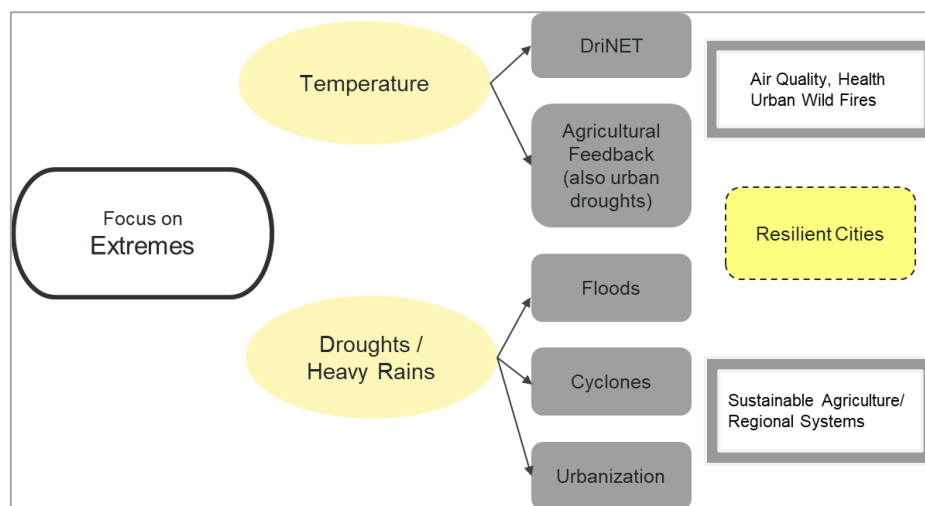 Focus on
Extremes
Temperature
Droughts /
Heavy Rains
DriNET
Agricultural
Feedback
(also urban
droughts)
Floods
Cyclones
Urbanization
Air Quality, Health
Urban Wild Fires
Resilient Cities
Sustainable Agriculture/
Regional Systems